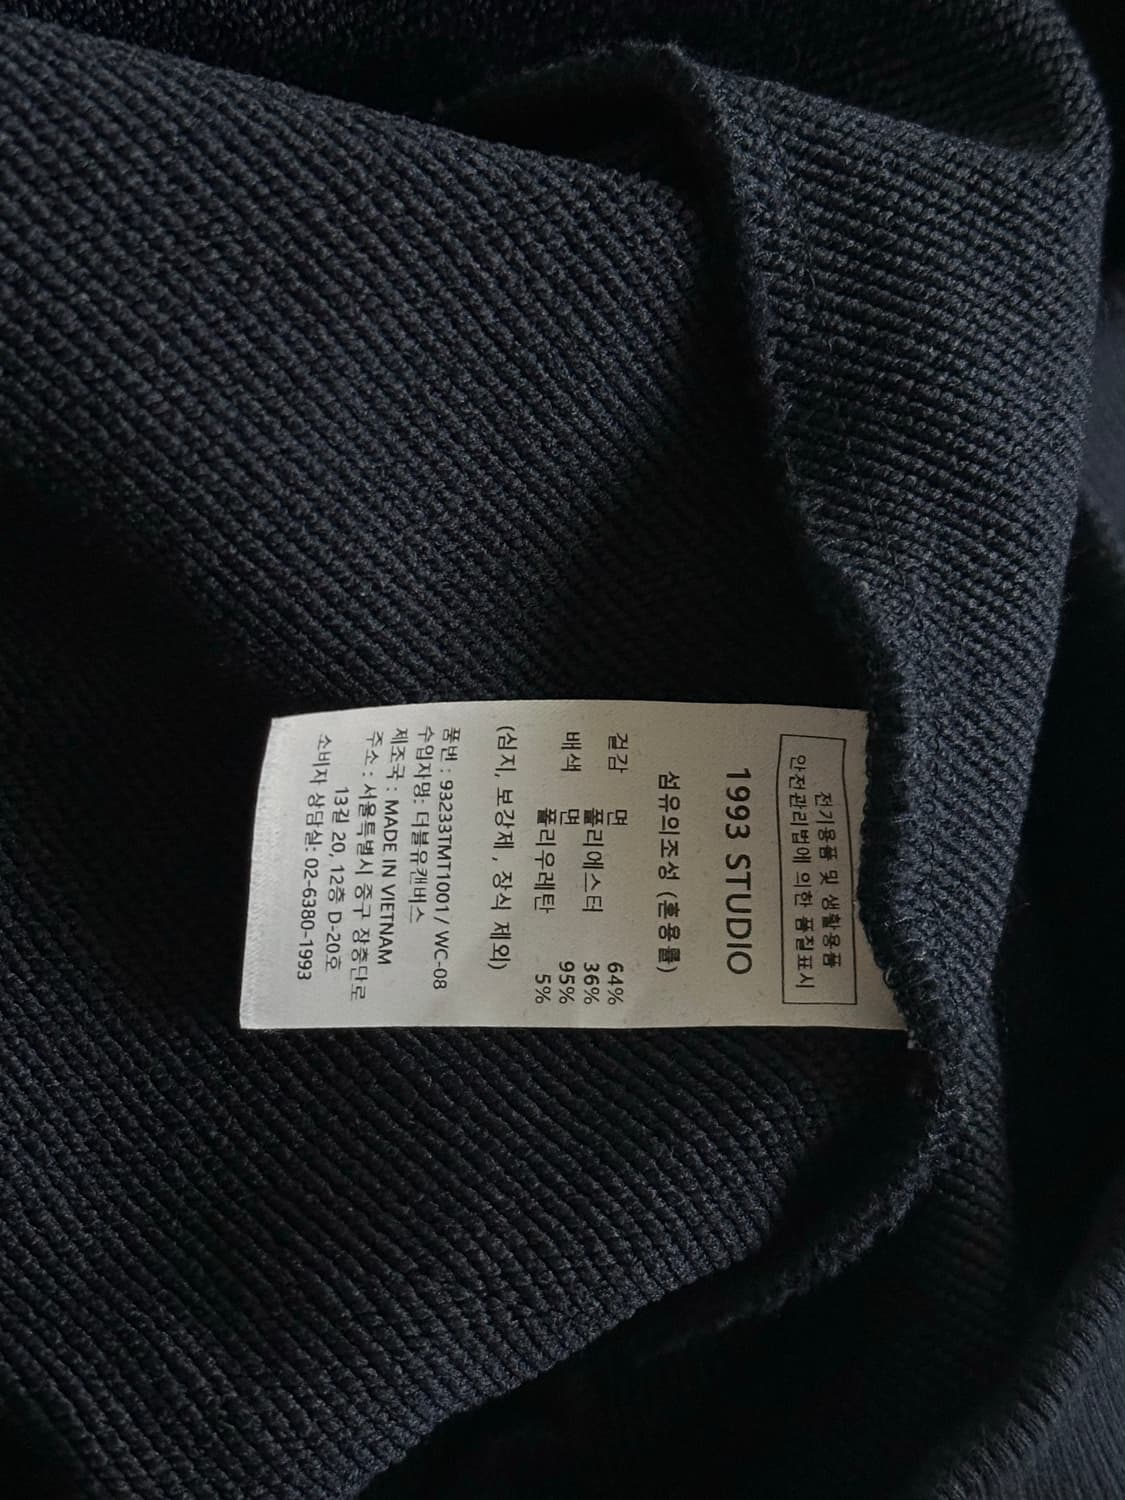 전기용품 및 생활용품
안전관리법에 의한 품질표시
1993 STUDIO
섬유의조성 (혼용률)
겉감 면 64%
폴리에스터 36%
배색 면 95%
폴리우레탄 5%
(심지, 보강제, 장식 제외)
품번 : 93233TMT1001 / WC-08
수입자명: 더블유캔버스
제조국 : MADE IN VIETNAM
주소 : 서울특별시 중구 장충단로
13길 20, 12층 D-20호
소비자 상담실: 02-6380-1993